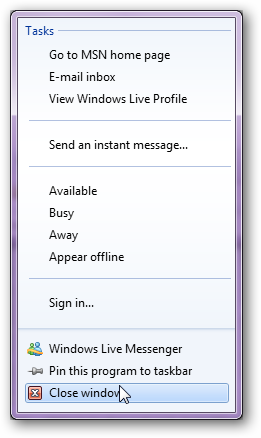 Tasks
Go to MSN home page
E-mail inbox
View Windows Live Profile
Send an instant message...
Available
Busy
Away
Appear offline
Sign in...
Windows Live Messenger
Pin this program to taskbar
Close window